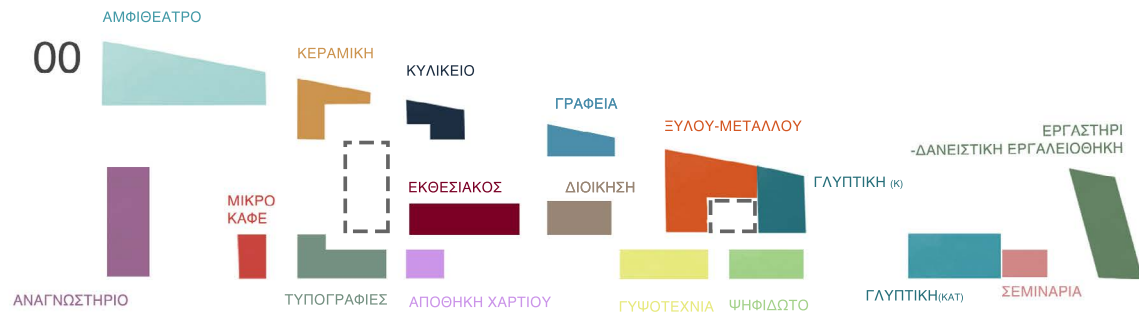 ΑΜΦΙΘΕΑΤΡΟ
00
ΚΕΡΑΜΙΚΗ
ΚΥΛΙΚΕΙΟ
ΓΡΑΦΕΙΑ
ΞΥΛΟΥ-ΜΕΤΑΛΛΟΥ
ΕΡΓΑΣΤΗΡΙ
-ΔΑΝΕΙΣΤΙΚΗ ΕΡΓΑΛΕΙΟΘΗΚΗ
ΓΛΥΠΤΙΚΗ (Κ)
ΜΙΚΡΟ
ΚΑΦΕ
ΕΚΘΕΣΙΑΚΟΣ
ΔΙΟΙΚΗΣΗ
ΑΝΑΓΝΩΣΤΗΡΙΟ
ΤΥΠΟΓΡΑΦΙΕΣ
ΑΠΟΘΗΚΗ ΧΑΡΤΙΟΥ
ΓΥΨΟΤΕΧΝΙΑ
ΨΗΦΙΔΩΤΟ
ΓΛΥΠΤΙΚΗ(ΚΑΤ)
ΣΕΜΙΝΑΡΙΑ